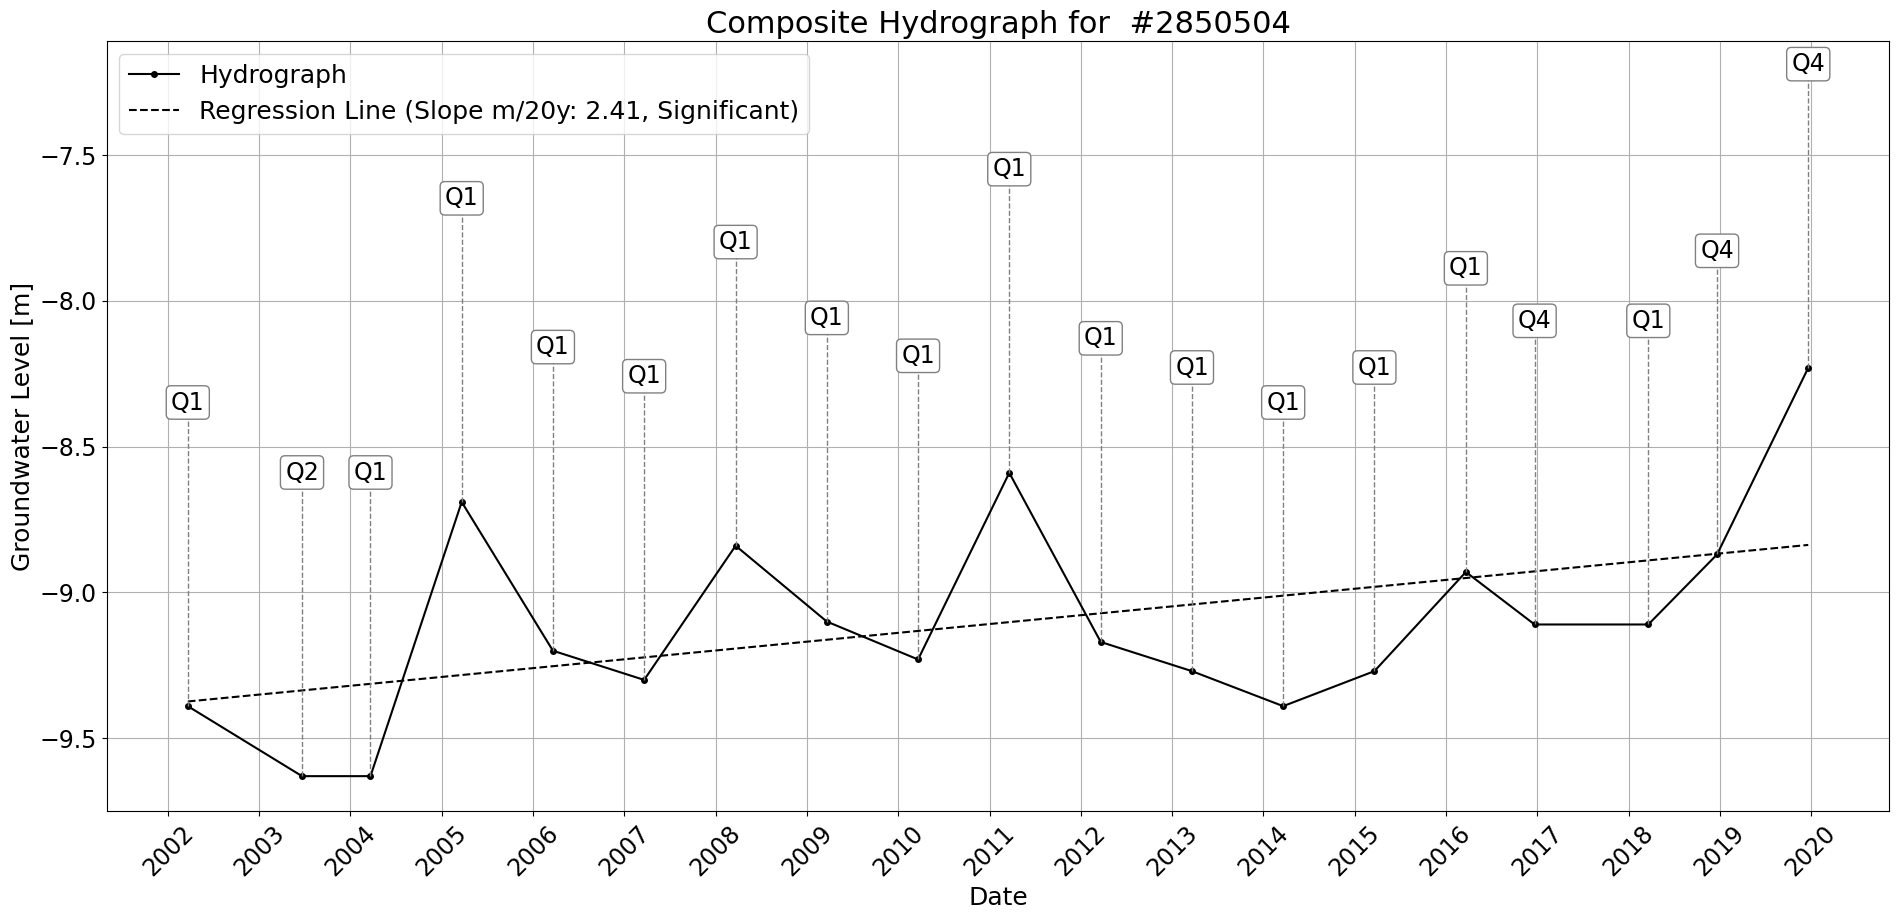 Composite Hydrograph for  #2850504
Hydrograph
Regression Line (Slope m/20y: 2.41, Significant)
Q4
Q1
Q1
Q1
Q4
Q1
Q1
Q1
Q4
Q1
Q1
Q1
Q1
Q1
Q1
Q1
Q1
Q2
Q1
Groundwater Level [m]
−7.5
−8.0
−8.5
−9.0
−9.5
2002
2003
2004
2005
2006
2007
2008
2009
2010
2011
2012
2013
2014
2015
2016
2017
2018
2019
2020
Date